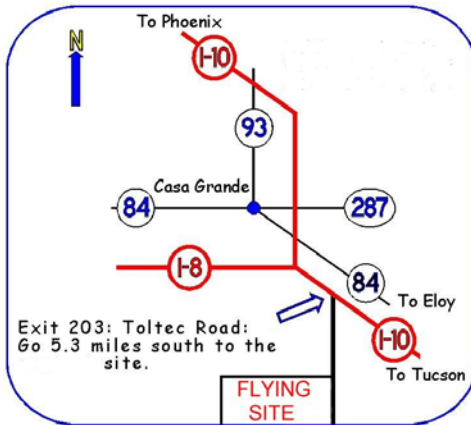 To Phoenix
N
I-10
93
Casa Grande
84
287
I-8
84
To Eloy
Exit 203: Toltec Road:
Go 5.3 miles south to the
site.
I-10
To Tucson
FLYING
SITE